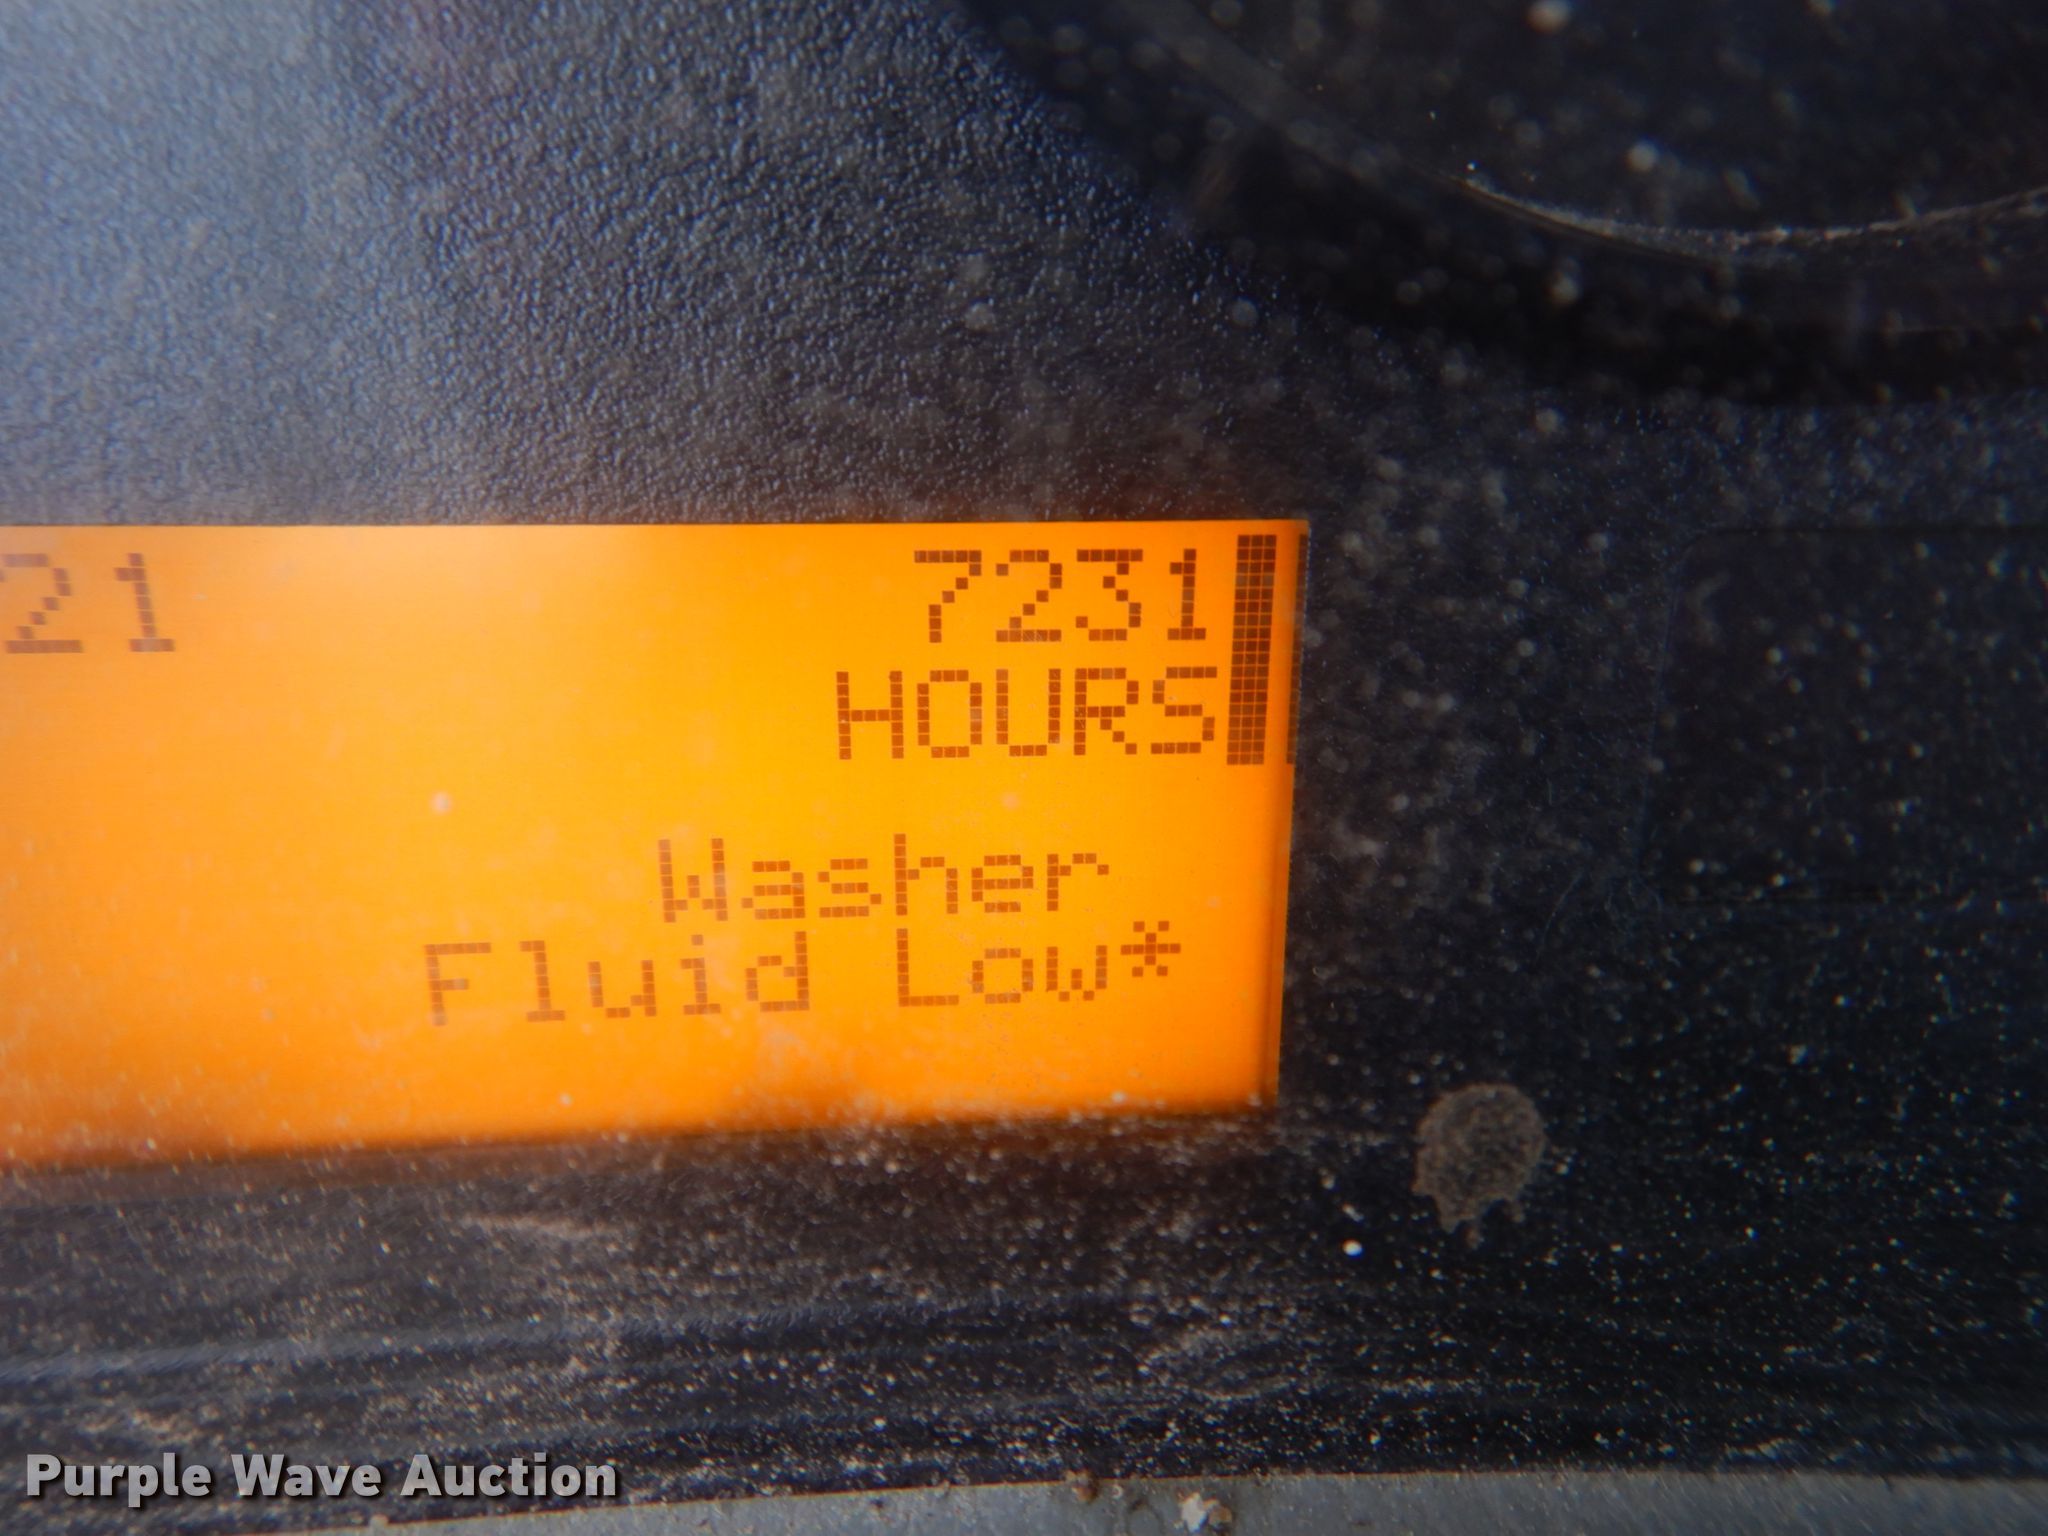 21 7231
HOURS
Washer
Fluid Low*
Purple Wave Auction